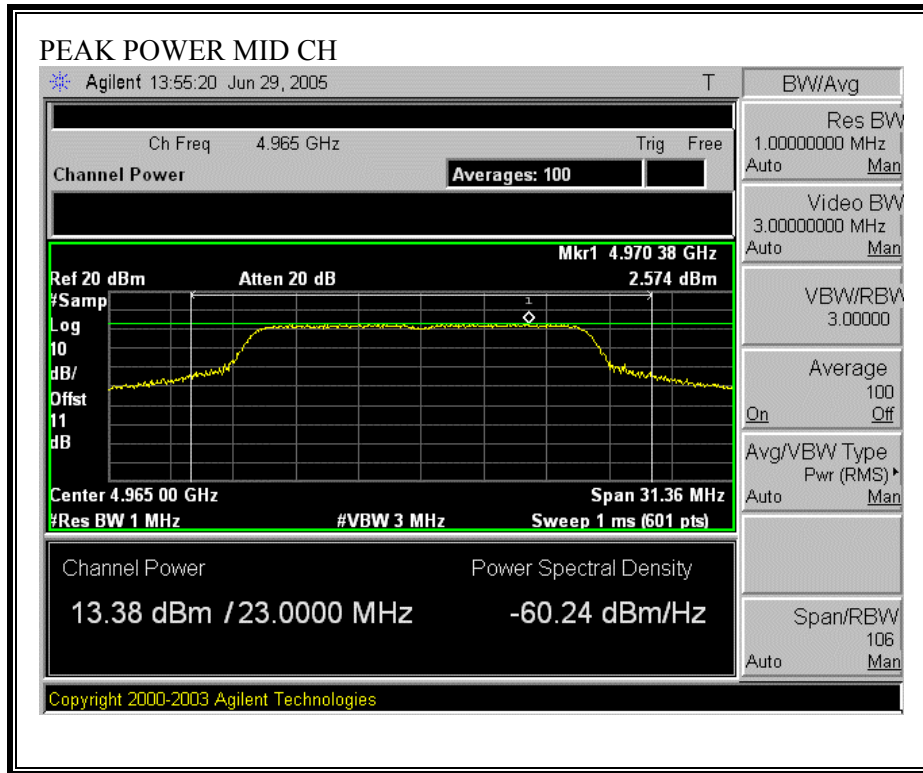 PEAK POWER MID CH
Agilent 13:55:20 Jun 29, 2005 T
BW/Avg
Ch Freq 4.965 GHz Trig Free
Channel Power Averages: 100
Mkr1 4.970 38 GHz
Ref 20 dBm Atten 20 dB 2.574 dBm
#Samp
Log
10
dB/
Offst
11
dB
1
Center 4.965 00 GHz Span 31.36 MHz
#Res BW 1 MHz #VBW 3 MHz Sweep 1 ms (601 pts)
Channel Power Power Spectral Density
13.38 dBm / 23.0000 MHz -60.24 dBm/Hz
Copyright 2000-2003 Agilent Technologies
Res BW
1.00000000 MHz
Auto Man
Video BW
3.00000000 MHz
Auto Man
VBW/RBW
3.00000
Average
100
On Off
Avg/VBW Type
Pwr (RMS)
Auto Man
Span/RBW
106
Auto Man